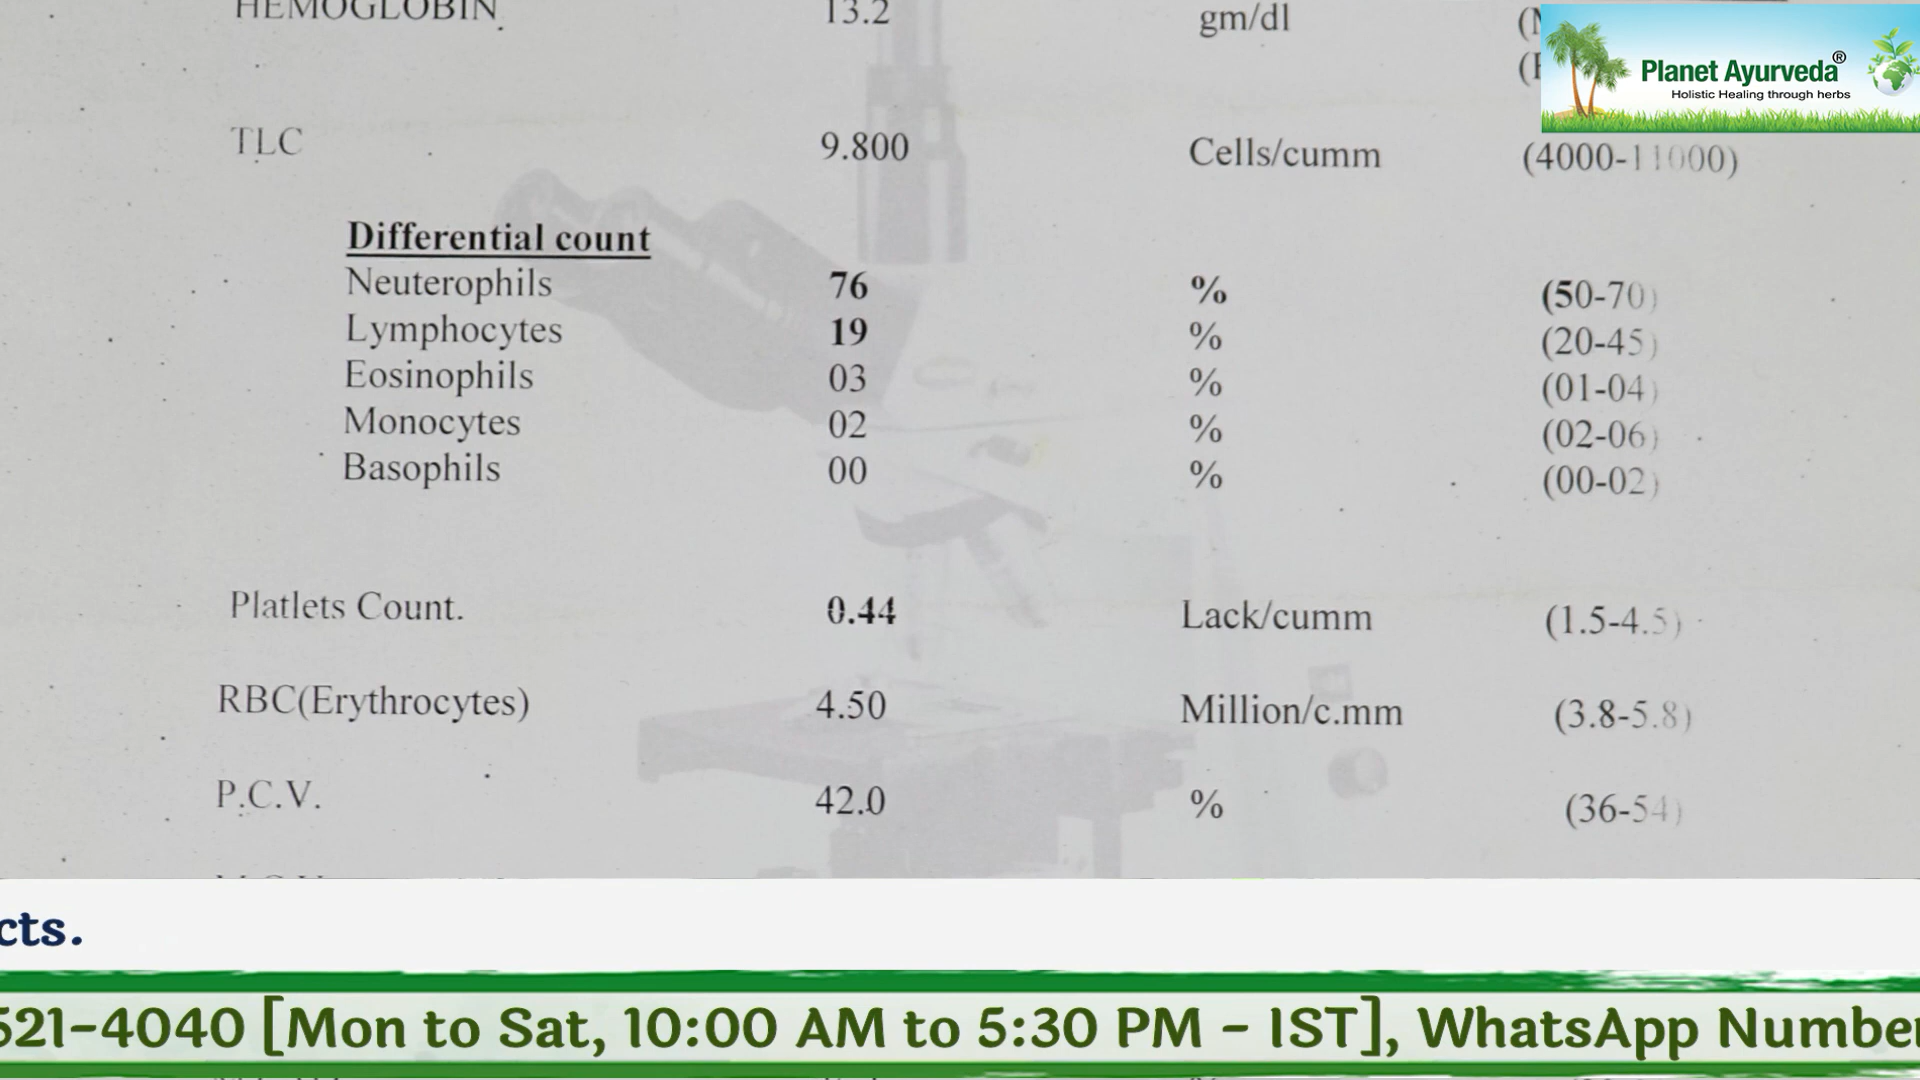 HEMOGLOBIN 13.2 gm/dl
Planet Ayurveda®
Holistic Healing through herbs
TLC 9.800 Cells/cumm (4000-11000)
Differential count
Neuterophils 76 % (50-70)
Lymphocytes 19 % (20-45)
Eosinophils 03 % (01-04)
Monocytes 02 % (02-06)
Basophils 00 % (00-02)
Platlets Count. 0.44 Lack/cumm (1.5-4.5)
RBC(Erythrocytes) 4.50 Million/c.mm (3.8-5.8)
P.C.V. 42.0 % (36-54)
cts.
521-4040 [Mon to Sat, 10:00 AM to 5:30 PM - IST], WhatsApp Number